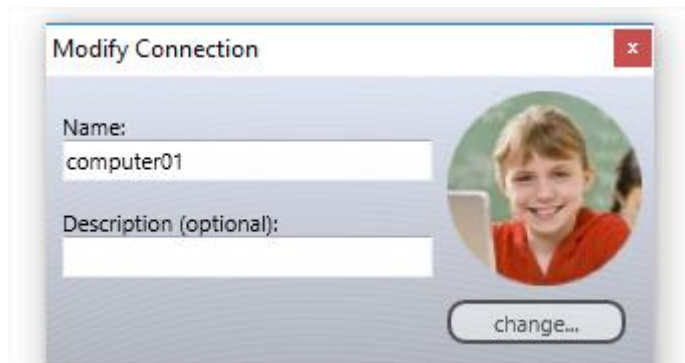 Modify Connection
x
Name:
computer01
Description (optional):
change...